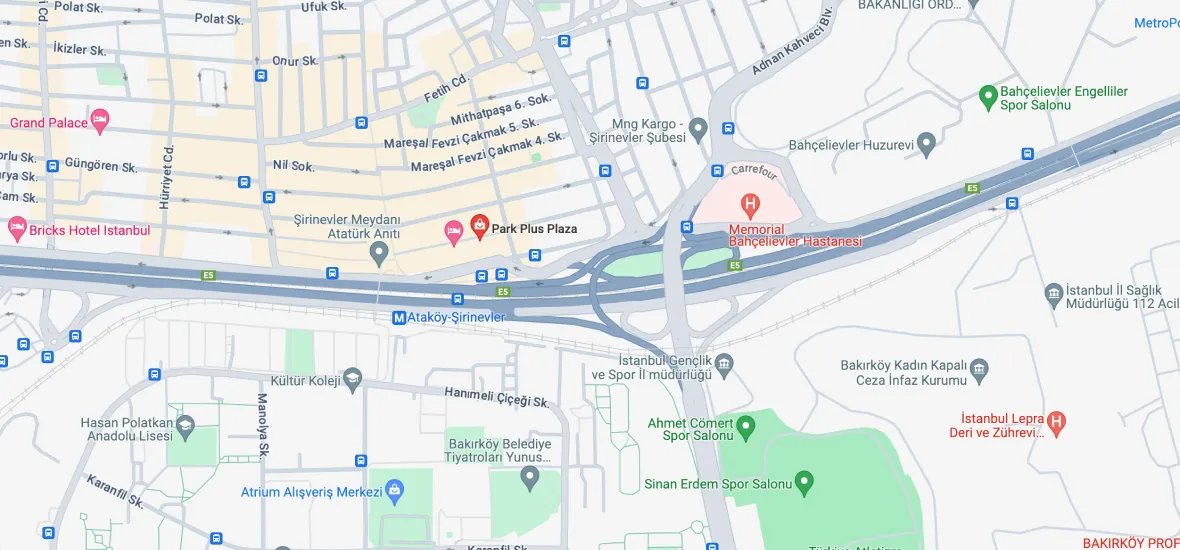 Polat Sk.
Ufuk Sk.
Polat Sk.
BAKANLIĞI ORD...
MetroPo
İkizler Sk.
Onur Sk.
Adnan Kahveci Blv.
Fetih Cd.
Bahçelievler Engelliler
Spor Salonu
Mithatpaşa 6. Sok.
Grand Palace
Mareşal Fevzi Çakmak 5. Sk.
Mng Kargo -
Şirinevler Şubesi
Mareşal Fevzi Çakmak 4. Sk.
Bahçelievler Huzurevi
Güngören Sk.
Nil Sok.
Hürriyet Cd.
Carrefour
Cam Sk.
E5
H
Şirinevler Meydanı
Atatürk Anıtı
Park Plus Plaza
Bricks Hotel Istanbul
Memorial
Bahçelievler Hastanesi
E5
E5
E5
M Ataköy-Şirinevler
İstanbul İl Sağlık
Müdürlüğü 112 Acil
İstanbul Gençlik
ve Spor İl müdürlüğü
Bakırköy Kadın Kapalı
Ceza İnfaz Kurumu
Kültür Koleji
Hanımeli Çiçeği Sk.
Manolya Sk.
Hasan Polatkan
Anadolu Lisesi
Ahmet Cömert
Spor Salonu
İstanbul Lepra
Deri ve Zührevi...
H
Bakırköy Belediye
Tiyatroları Yunus...
Sinan Erdem Spor Salonu
Karanfil Sk.
Atrium Alışveriş Merkezi
Karanfil Sk.
BAKIRKÖY PROF